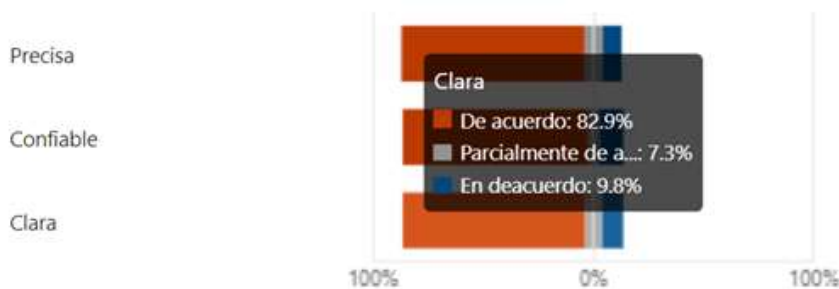 Precisa
Clara
De acuerdo: 82.9%
Confiable
Parcialmente de a...: 7.3%
En deacuerdo: 9.8%
Clara
100%
0%
100%